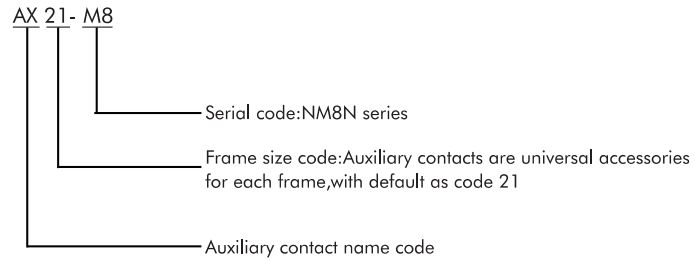 AX 21- M8
Serial code:NM8N series
Frame size code:Auxiliary contacts are universal accessories
for each frame,with default as code 21
Auxiliary contact name code